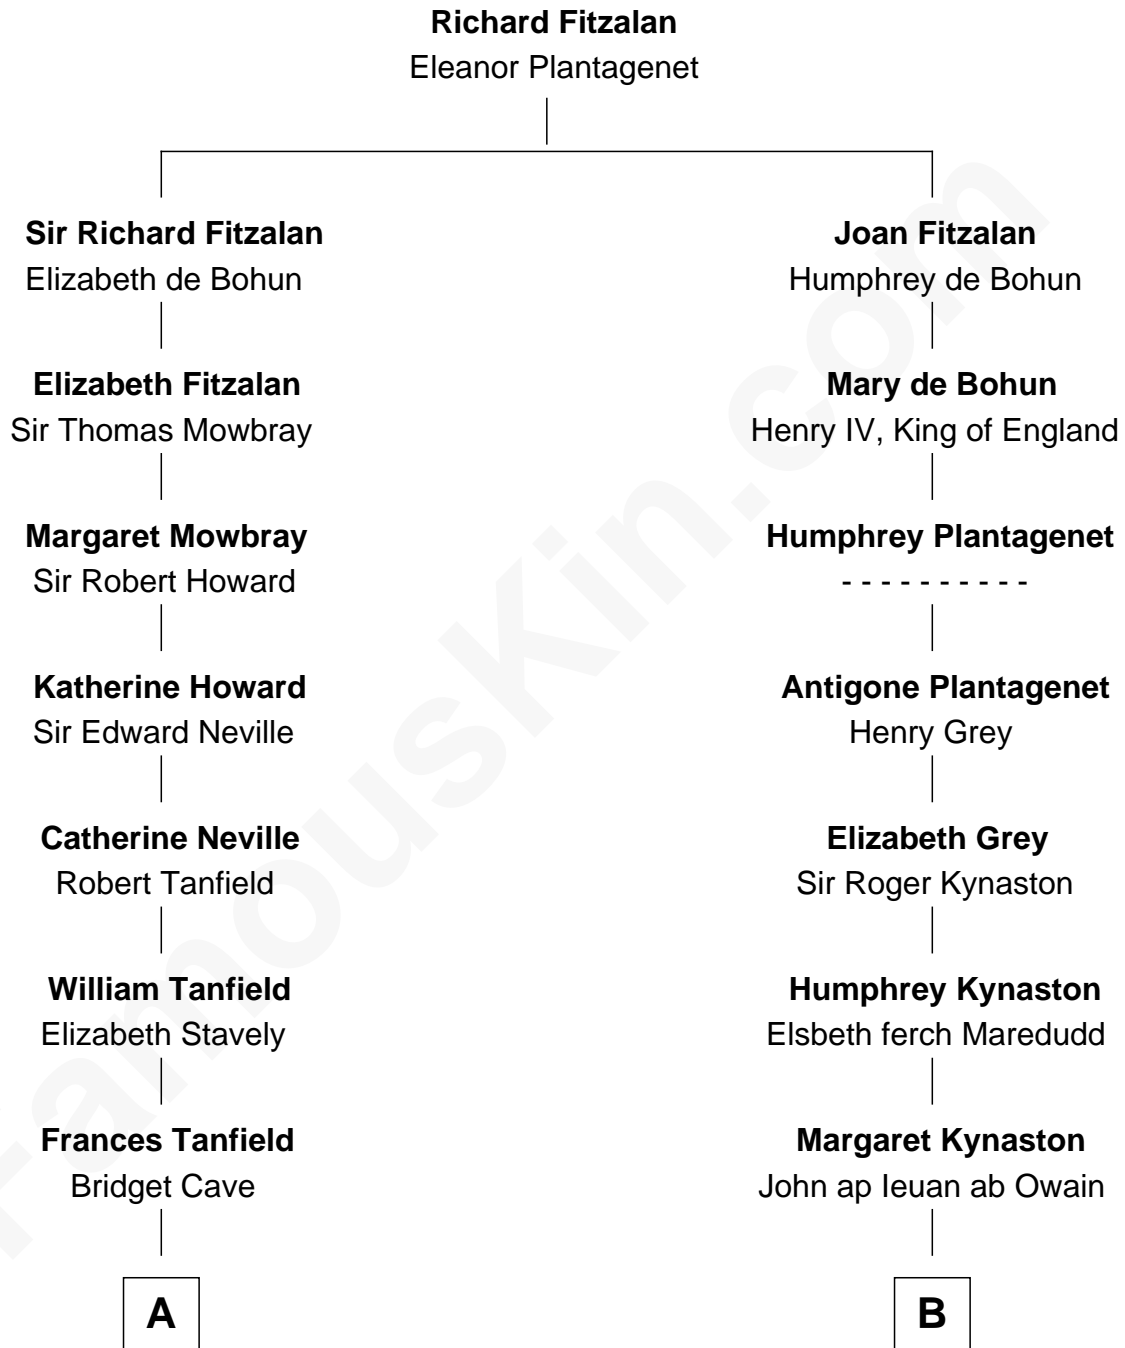 Richard Fitzalan
Eleanor Plantagenet
Sir Richard Fitzalan
Elizabeth de Bohun
Elizabeth Fitzalan
Sir Thomas Mowbray
Margaret Mowbray
Sir Robert Howard
Katherine Howard
Sir Edward Neville
Catherine Neville
Robert Tanfield
William Tanfield
Elizabeth Stavely
Frances Tanfield
Bridget Cave
A
Joan Fitzalan
Humphrey de Bohun
Mary de Bohun
Henry IV, King of England
Humphrey Plantagenet
- - - - - - - - - -
Antigone Plantagenet
Henry Grey
Elizabeth Grey
Sir Roger Kynaston
Humphrey Kynaston
Elsbeth ferch Maredudd
Margaret Kynaston
John ap Ieuan ab Owain
B
FamousKin.com